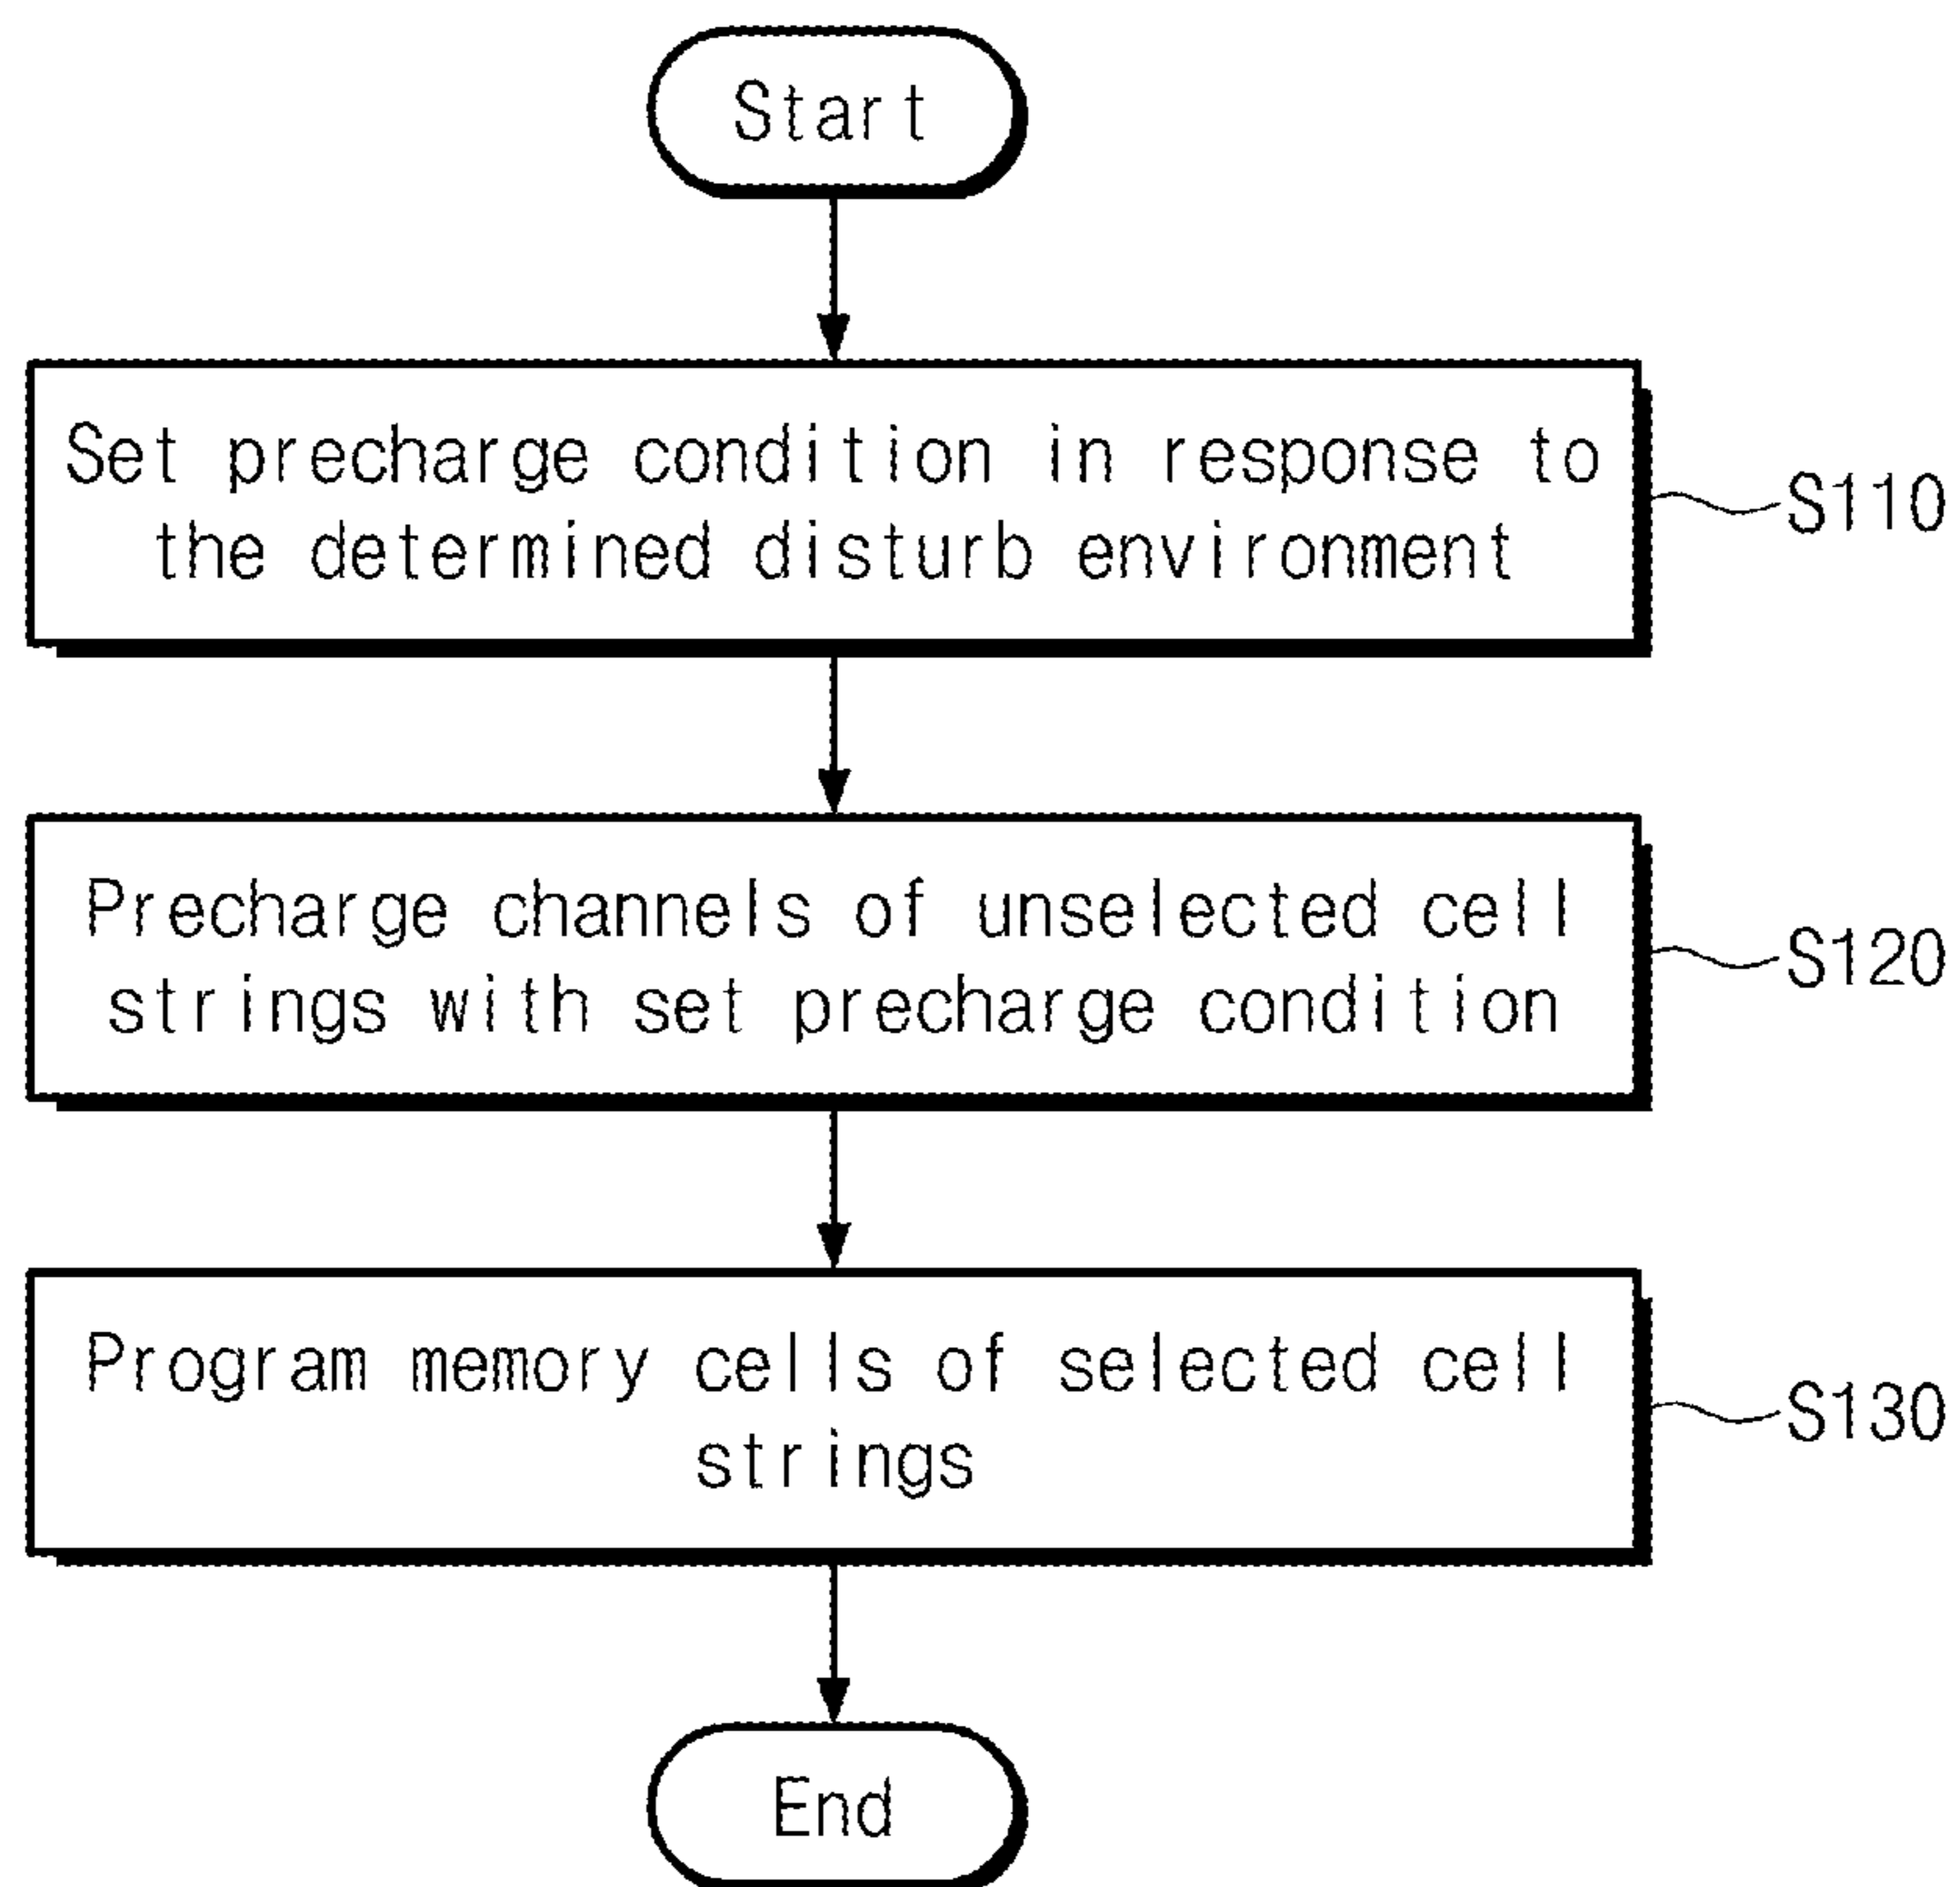 Start
Set precharge condition in response to
the determined disturb environment
S110
Precharge channels of unselected cell
strings with set precharge condition
S120
Program memory cells of selected cell
strings
S130
End